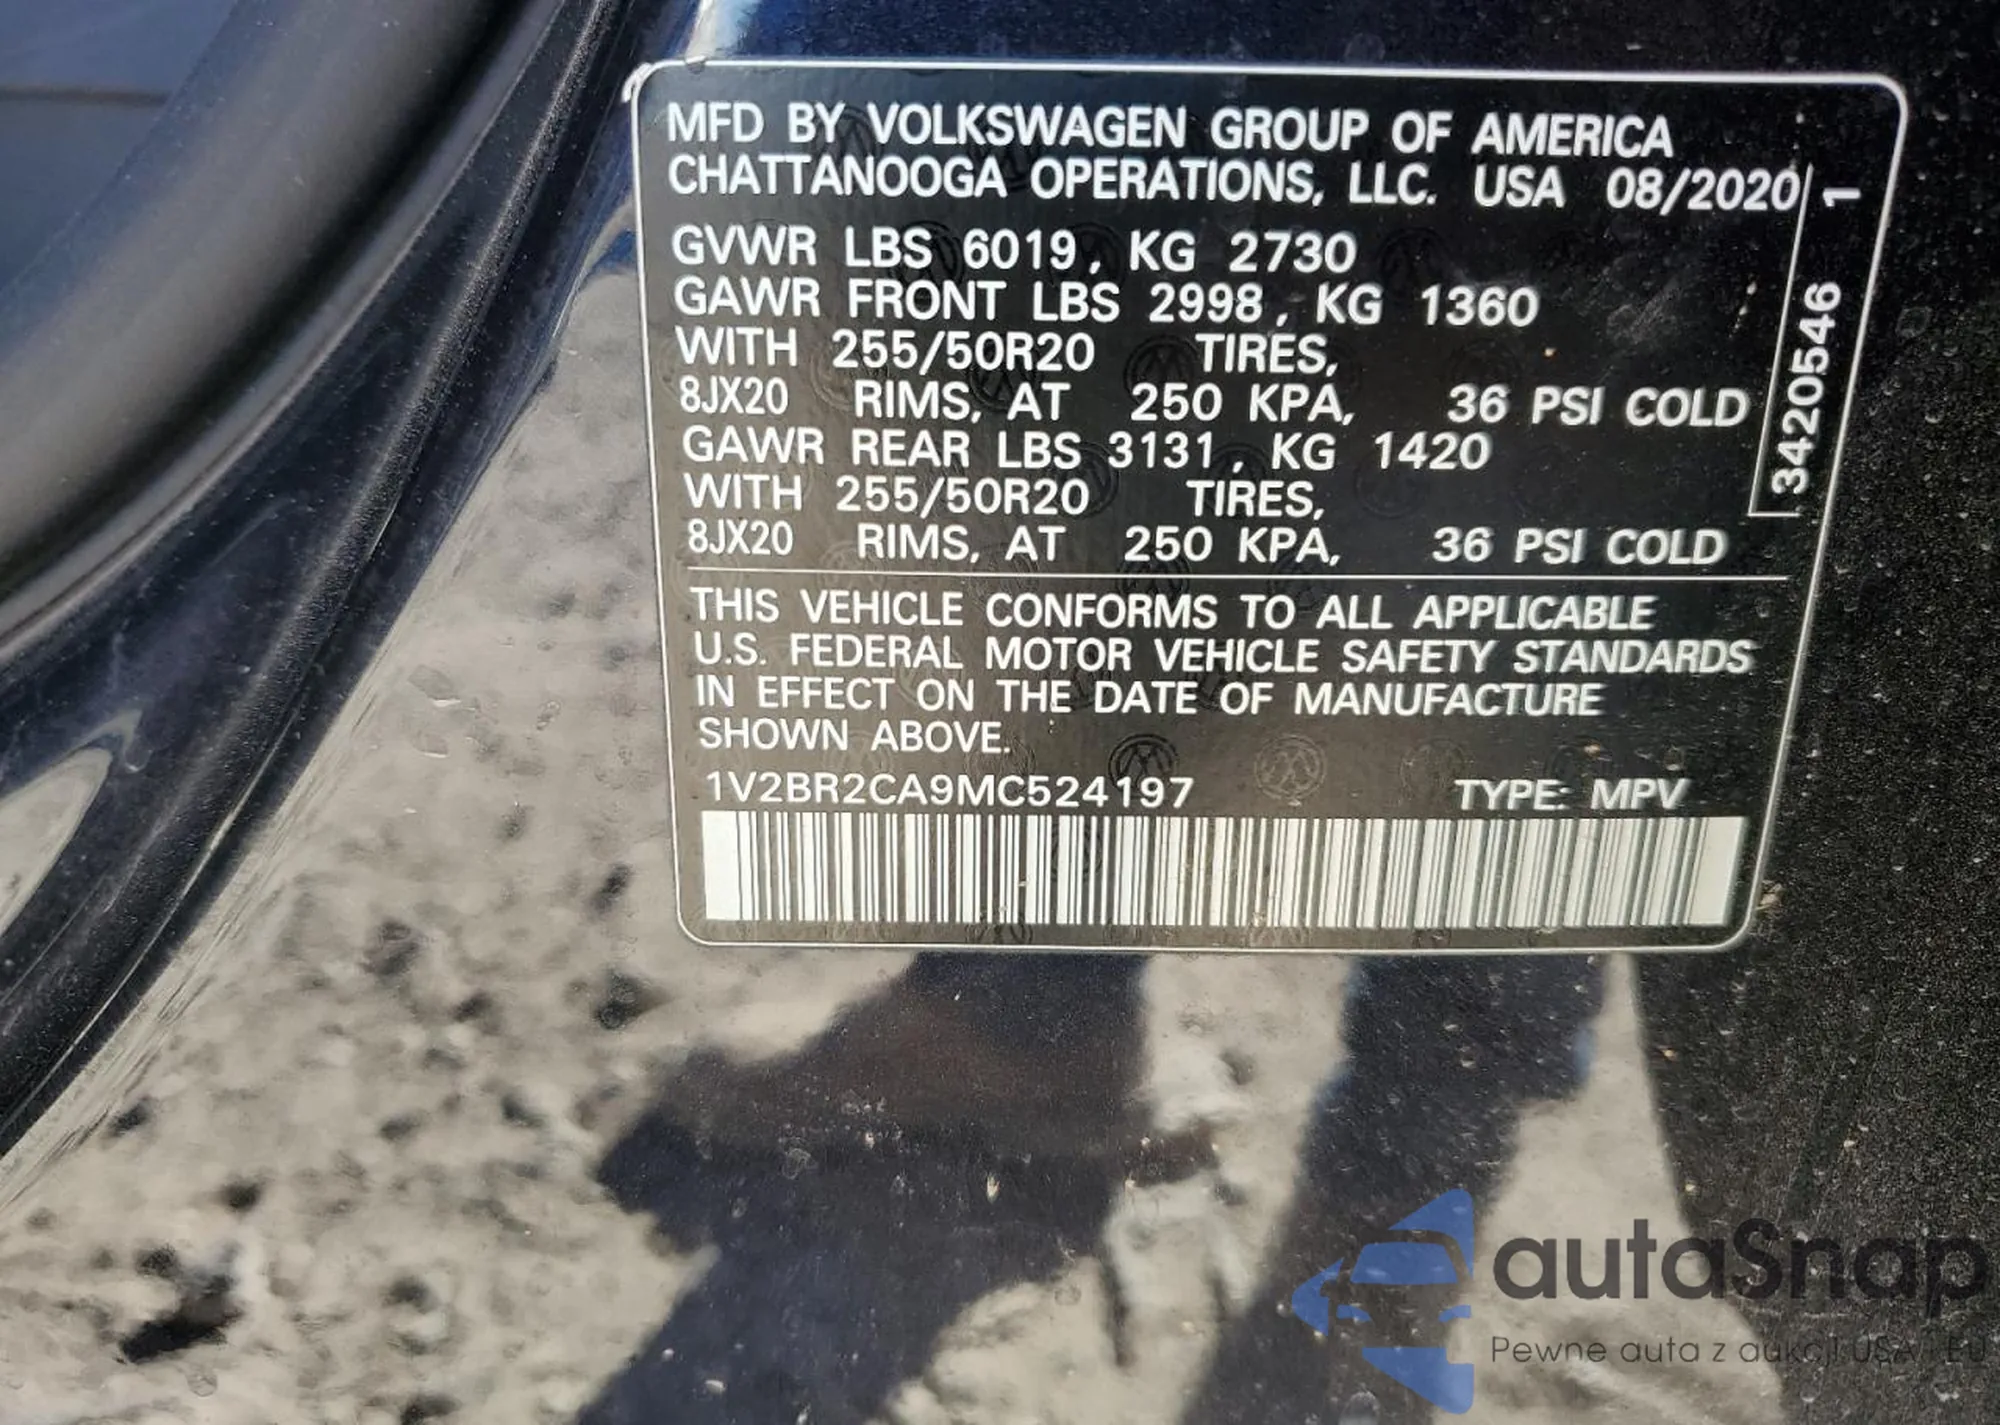 MFD BY VOLKSWAGEN GROUP OF AMERICA
CHATTANOOGA OPERATIONS, LLC. USA 08/2020
GVWR LBS 6019, KG 2730
GAWR FRONT LBS 2998, KG 1360
WITH 255/50R20 TIRES,
8JX20 RIMS, AT 250 KPA, 36 PSI COLD
GAWR REAR LBS 3131, KG 1420
WITH 255/50R20 TIRES,
8JX20 RIMS, AT 250 KPA, 36 PSI COLD
3420546 1
THIS VEHICLE CONFORMS TO ALL APPLICABLE
U.S. FEDERAL MOTOR VEHICLE SAFETY STANDARDS
IN EFFECT ON THE DATE OF MANUFACTURE
SHOWN ABOVE.
1V2BR2CA9MC524197 TYPE: MPV
autaSnap
Pewne auta z aukcji USA i EU